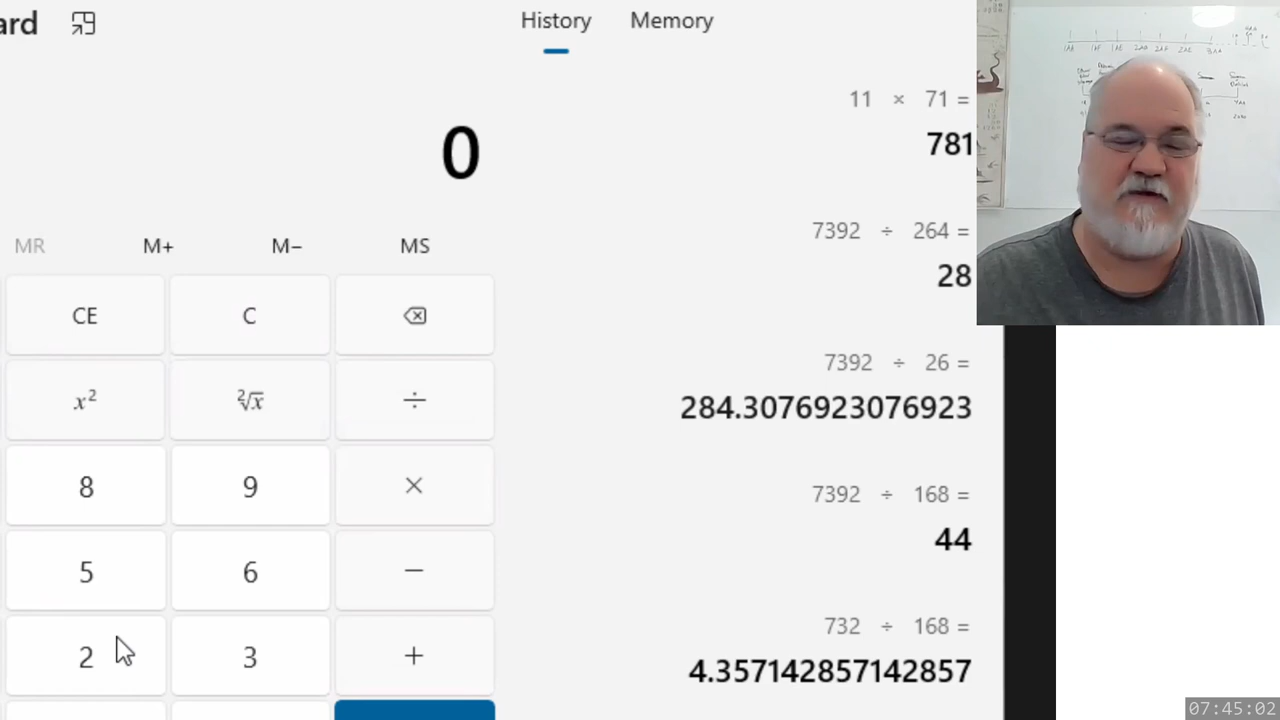 ard
History Memory
0
MR M+ M− MS
CE C
x² ²√x ÷
8 9 ×
5 6 −
2 3 +
11 × 71 =
781
7392 ÷ 264 =
28
7392 ÷ 26 =
284.3076923076923
7392 ÷ 168 =
44
732 ÷ 168 =
4.357142857142857
07:45:02